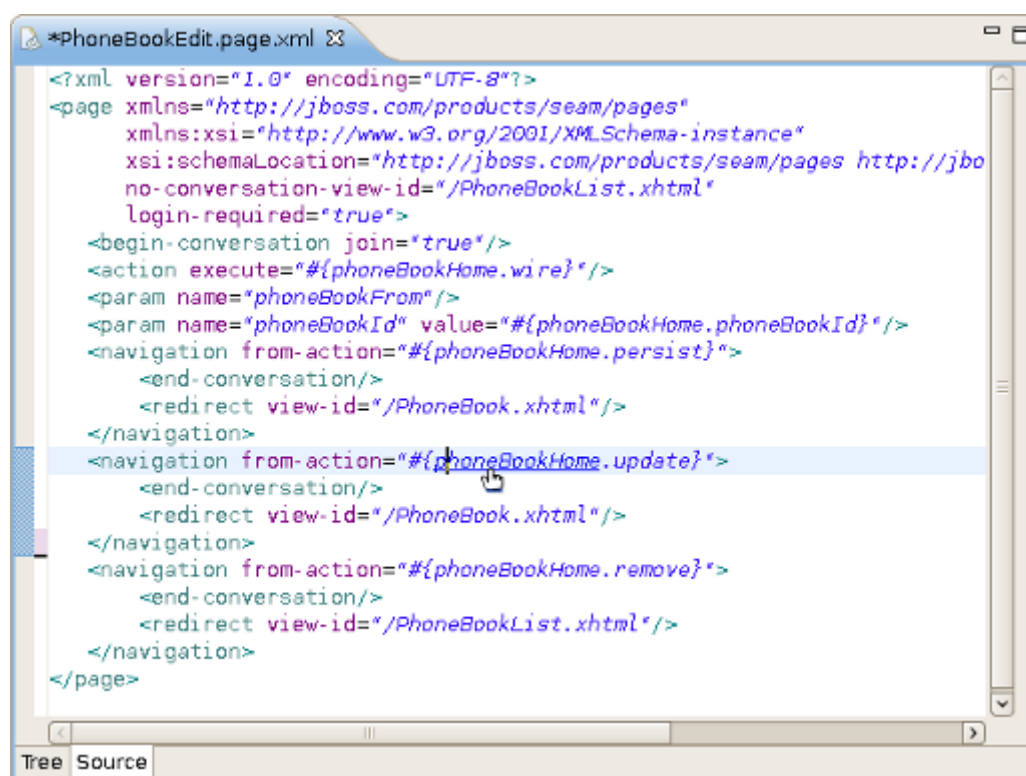 *PhoneBookEdit.page.xml
<?xml version="1.0" encoding="UTF-8"?>
<page xmlns="http://jboss.com/products/seam/pages"
xmlns:xsi="http://www.w3.org/2001/XMLSchema-instance"
xsi:schemaLocation="http://jboss.com/products/seam/pages http://jbo
no-conversation-view-id="/PhoneBookList.xhtml"
login-required="true">
<begin-conversation join="true"/>
<action execute="#{phoneBookHome.wire}"/>
<param name="phoneBookFrom"/>
<param name="phoneBookId" value="#{phoneBookHome.phoneBookId}"/>
<navigation from-action="#{phoneBookHome.persist}">
<end-conversation/>
<redirect view-id="/PhoneBook.xhtml"/>
</navigation>
<navigation from-action="#{phoneBookHome.update}">
<end-conversation/>
<redirect view-id="/PhoneBook.xhtml"/>
</navigation>
<navigation from-action="#{phoneBookHome.remove}">
<end-conversation/>
<redirect view-id="/PhoneBookList.xhtml"/>
</navigation>
</page>
Tree Source